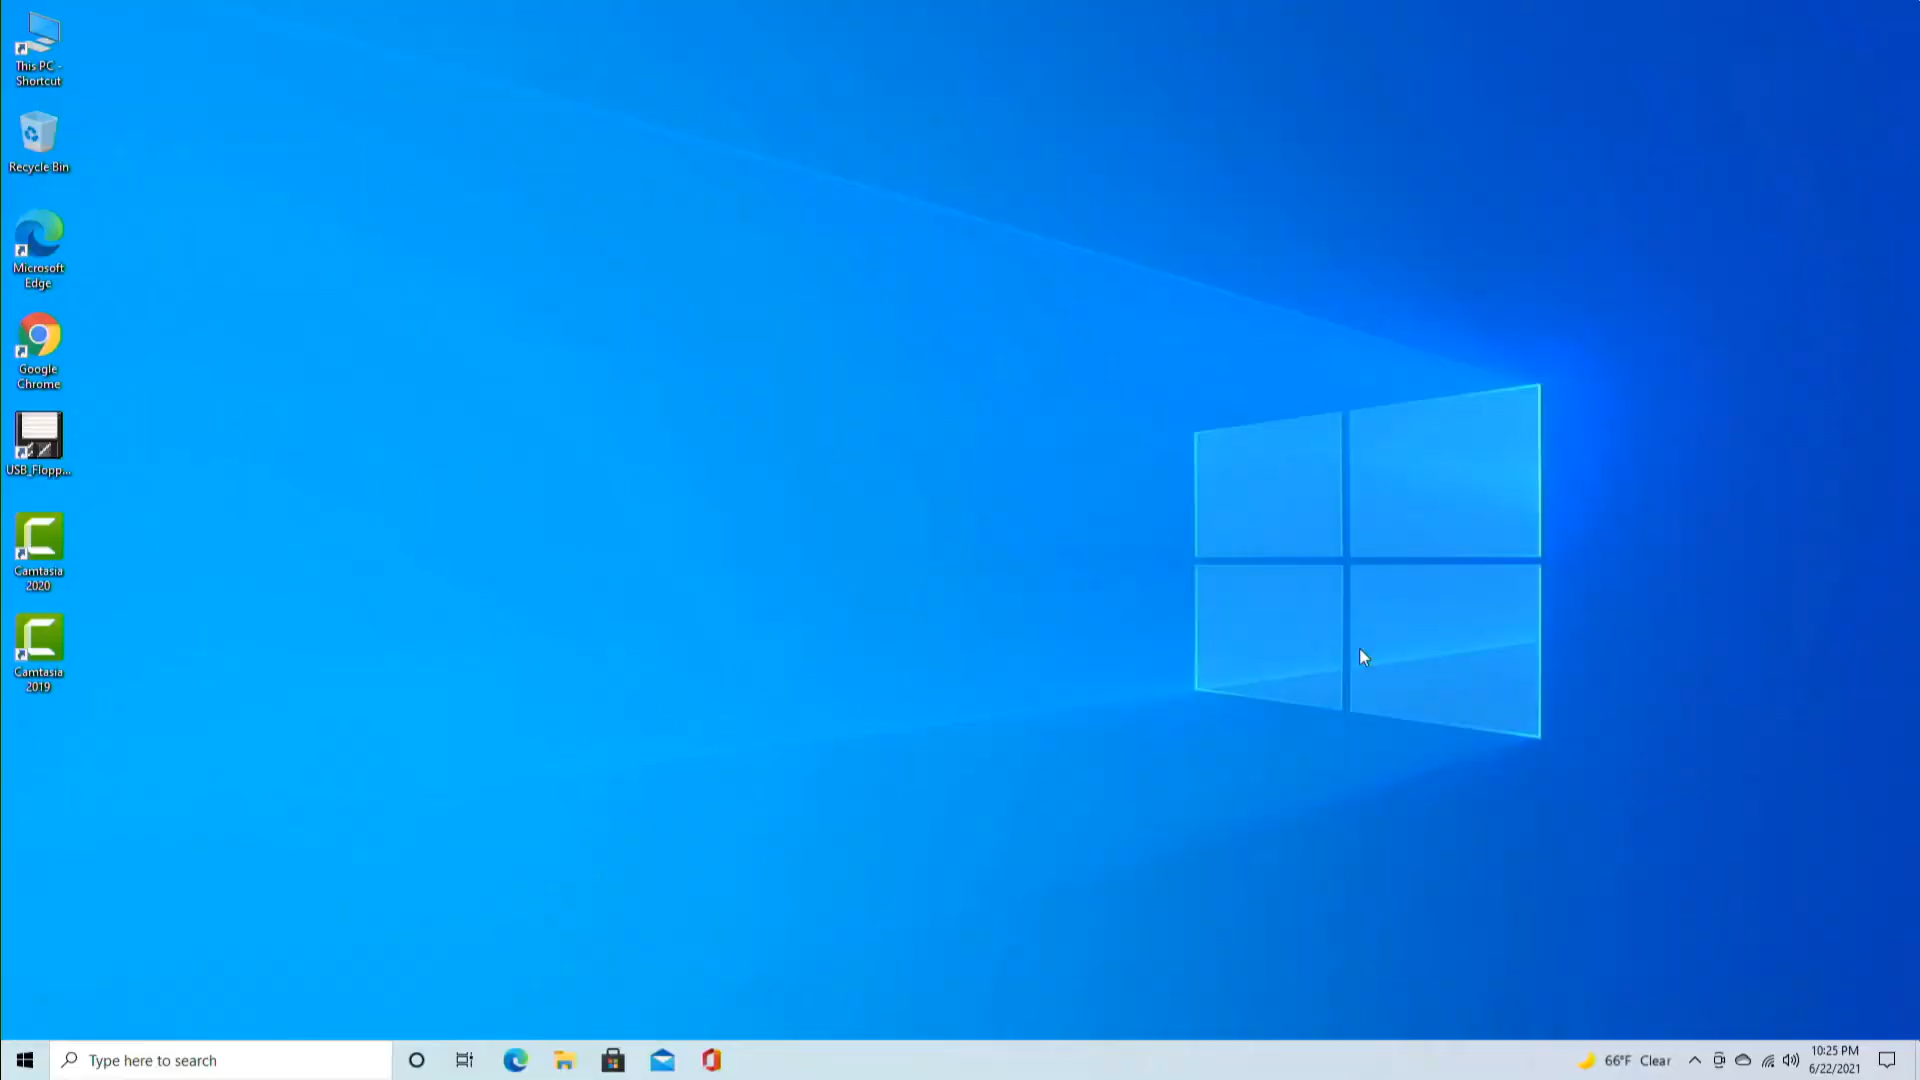 This PC -
Shortcut
Recycle Bin
Microsoft
Edge
Google
Chrome
USB_Flopp...
Camtasia
2020
Camtasia
2019
Type here to search
66°F Clear
10:25 PM
6/22/2021